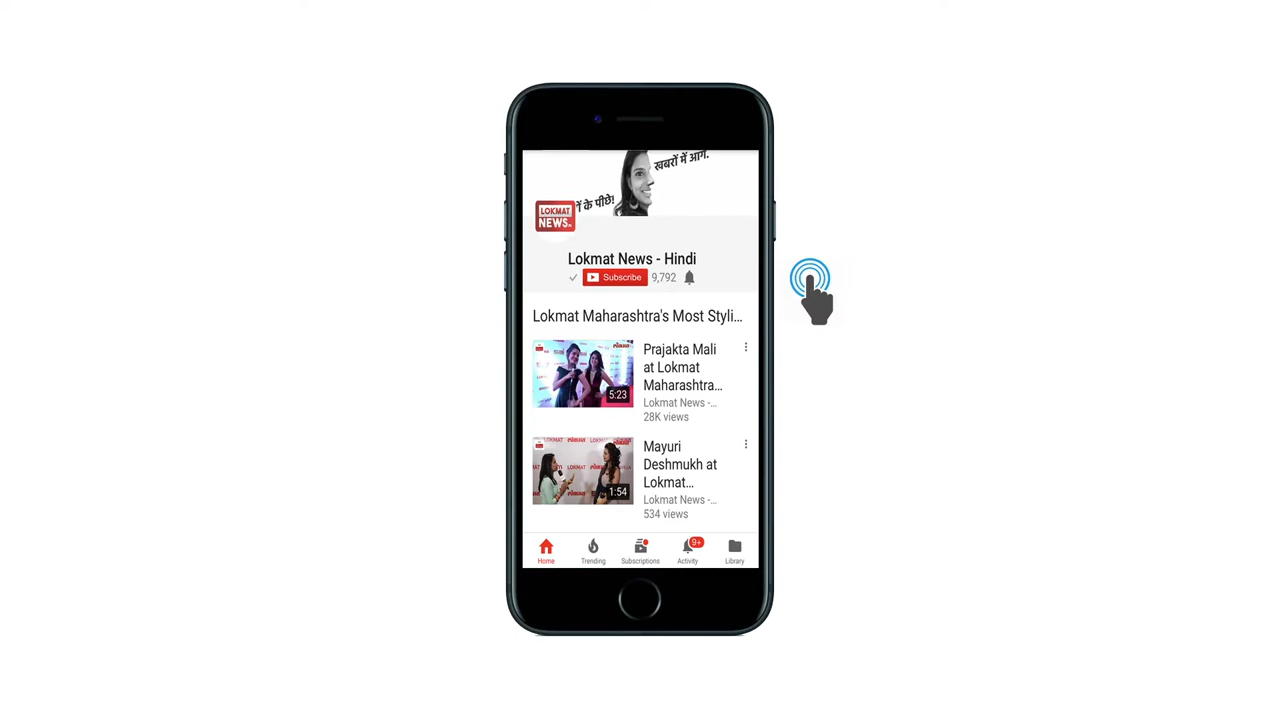 खबरों में आगे.
ों के पीछे!
LOKMAT
NEWS.in
Lokmat News - Hindi
Subscribe 9,792
Lokmat Maharashtra's Most Styli...
Prajakta Mali
at Lokmat
Maharashtra...
Lokmat News -...
28K views
5:23
Mayuri
Deshmukh at
Lokmat...
Lokmat News -...
534 views
LOKMAT
1:54
9+
Home Trending Subscriptions Activity Library